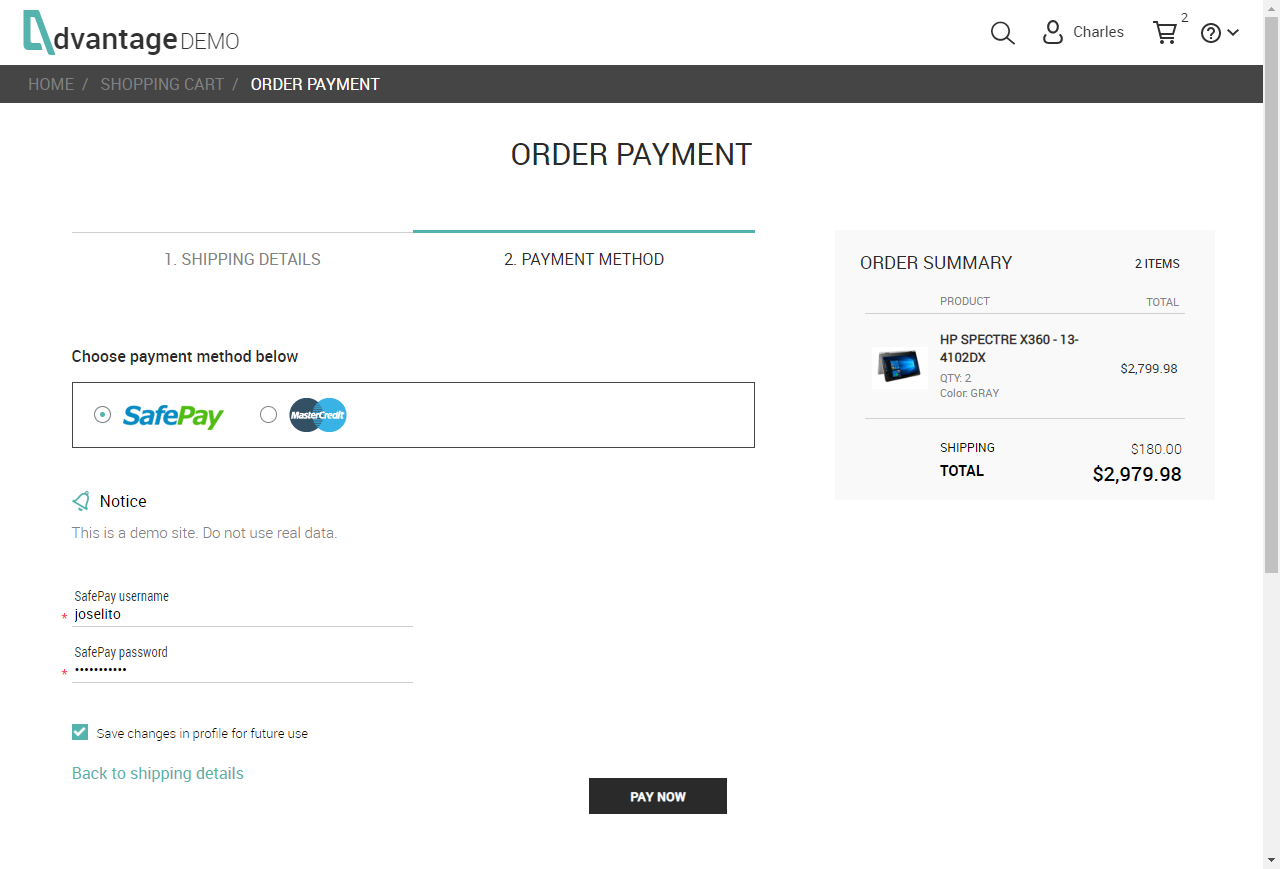 dvantage DEMO
Charles
2
HOME / SHOPPING CART / ORDER PAYMENT
ORDER PAYMENT
1. SHIPPING DETAILS
2. PAYMENT METHOD
Choose payment method below
SafePay
MasterCredit
Notice
This is a demo site. Do not use real data.
SafePay username
* joselito
SafePay password
* •••••••••••
Save changes in profile for future use
Back to shipping details
PAY NOW
ORDER SUMMARY
2 ITEMS
PRODUCT TOTAL
HP SPECTRE X360 - 13-
4102DX
QTY: 2
Color: GRAY
$2,799.98
SHIPPING $180.00
TOTAL $2,979.98